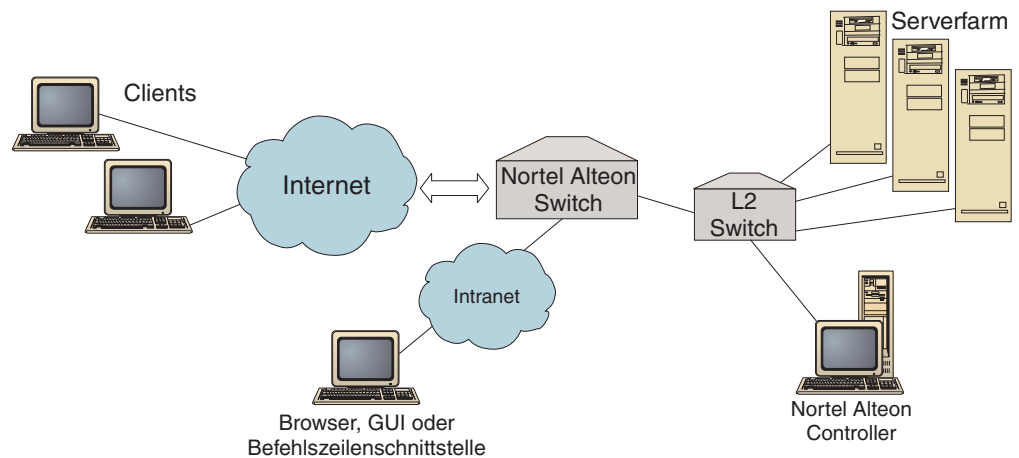 Serverfarm
Clients
Internet
Nortel Alteon
Switch
L2
Switch
Intranet
Nortel Alteon
Controller
Browser, GUI oder
Befehlszeilenschnittstelle